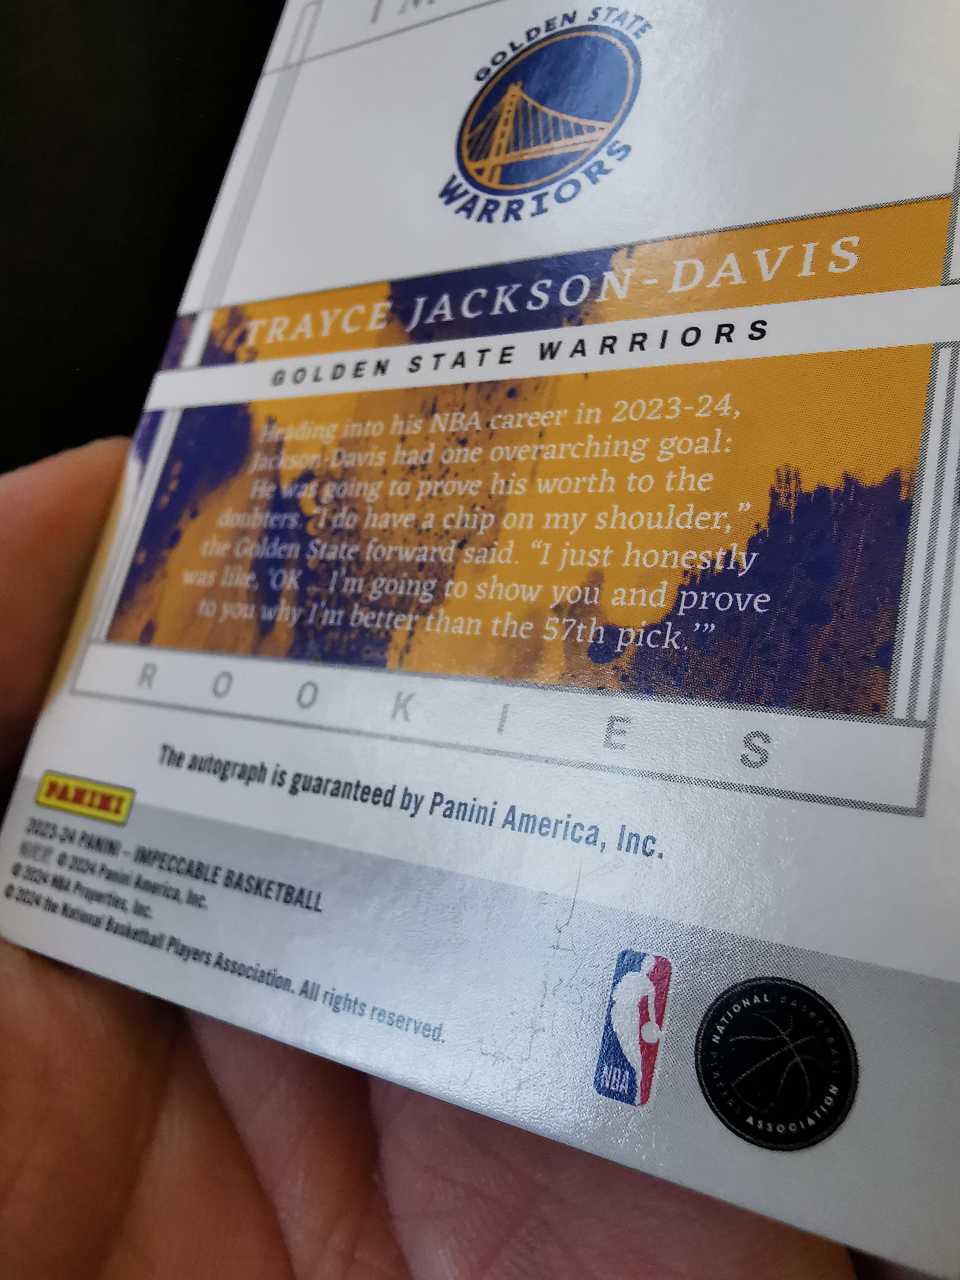 GOLDEN STATE
WARRIORS
TRAYCE JACKSON-DAVIS
GOLDEN STATE WARRIORS
Heading into his NBA career in 2023-24,
Jackson-Davis had one overarching goal:
He was going to prove his worth to the
doubters. "I do have a chip on my shoulder,”
the Golden State forward said. “I just honestly
was like, ‘OK ... I’m going to show you and prove
to you why I’m better than the 57th pick.’”
ROOKIES
The autograph is guaranteed by Panini America, Inc.
PANINI
2023-24 PANINI – IMPECCABLE BASKETBALL
© 2024 Panini America, Inc.
© 2024 NBA Properties, Inc.
© 2024 the National Basketball Players Association. All rights reserved.
NBA
NATIONAL BASKETBALL
PLAYERS ASSOCIATION